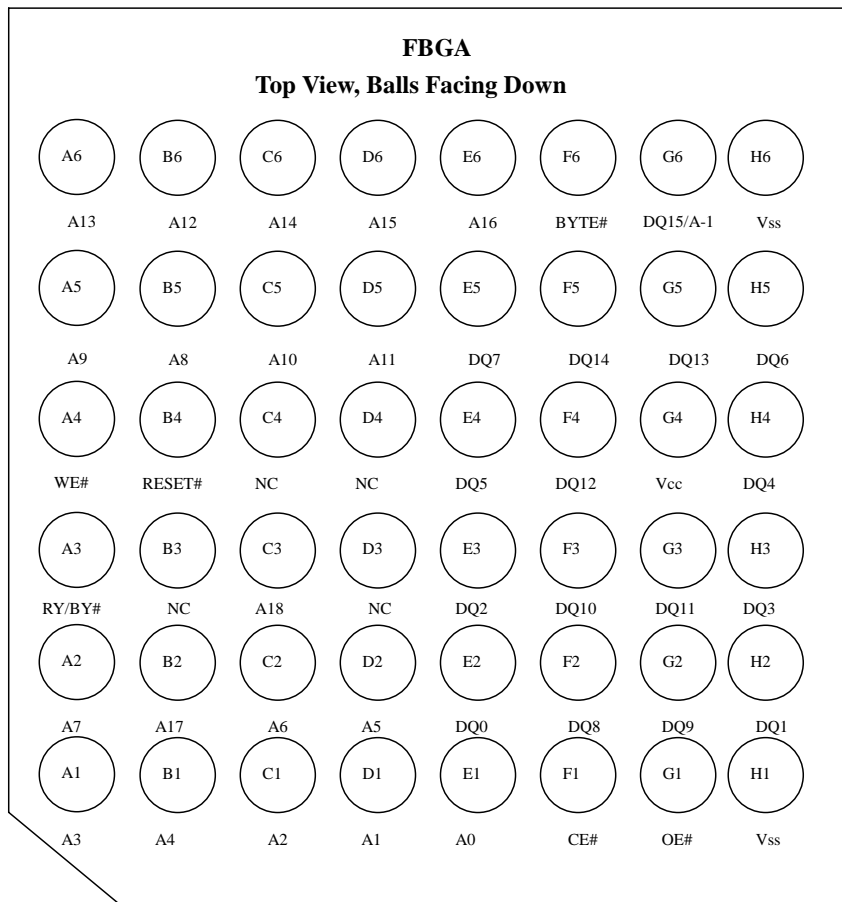 FBGA
Top View, Balls Facing Down
A6 B6 C6 D6 E6 F6 G6 H6
A13 A12 A14 A15 A16 BYTE# DQ15/A-1 Vss
A5 B5 C5 D5 E5 F5 G5 H5
A9 A8 A10 A11 DQ7 DQ14 DQ13 DQ6
A4 B4 C4 D4 E4 F4 G4 H4
WE# RESET# NC NC DQ5 DQ12 Vcc DQ4
A3 B3 C3 D3 E3 F3 G3 H3
RY/BY# NC A18 NC DQ2 DQ10 DQ11 DQ3
A2 B2 C2 D2 E2 F2 G2 H2
A7 A17 A6 A5 DQ0 DQ8 DQ9 DQ1
A1 B1 C1 D1 E1 F1 G1 H1
A3 A4 A2 A1 A0 CE# OE# Vss